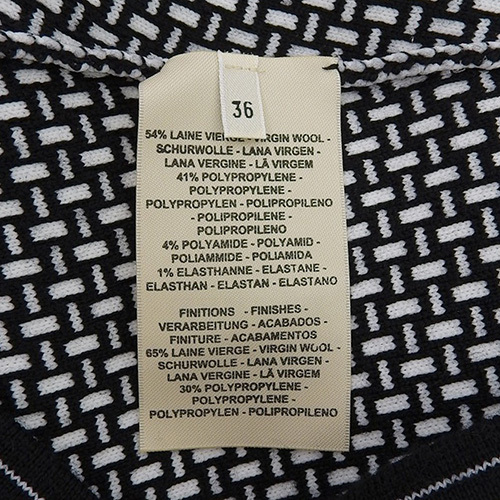 36
54% LAINE VIERGE - VIRGIN WOOL -
SCHURWOLLE - LANA VIRGEN -
LANA VERGINE - LÃ VIRGEM
41% POLYPROPYLENE -
POLYPROPYLENE -
POLYPROPYLEN - POLIPROPILENO
- POLIPROPILENE -
POLIPROPILENO
4% POLYAMIDE - POLYAMID -
POLIAMMIDE - POLIAMIDA
1% ELASTHANNE - ELASTANE -
ELASTHAN - ELASTAN - ELASTANO
FINITIONS - FINISHES -
VERARBEITUNG - ACABADOS -
FINITURE - ACABAMENTOS
65% LAINE VIERGE - VIRGIN WOOL -
SCHURWOLLE - LANA VIRGEN -
LANA VERGINE - LÃ VIRGEM
30% POLYPROPYLENE -
POLYPROPYLENE -
POLYPROPYLEN - POLIPROPILENO